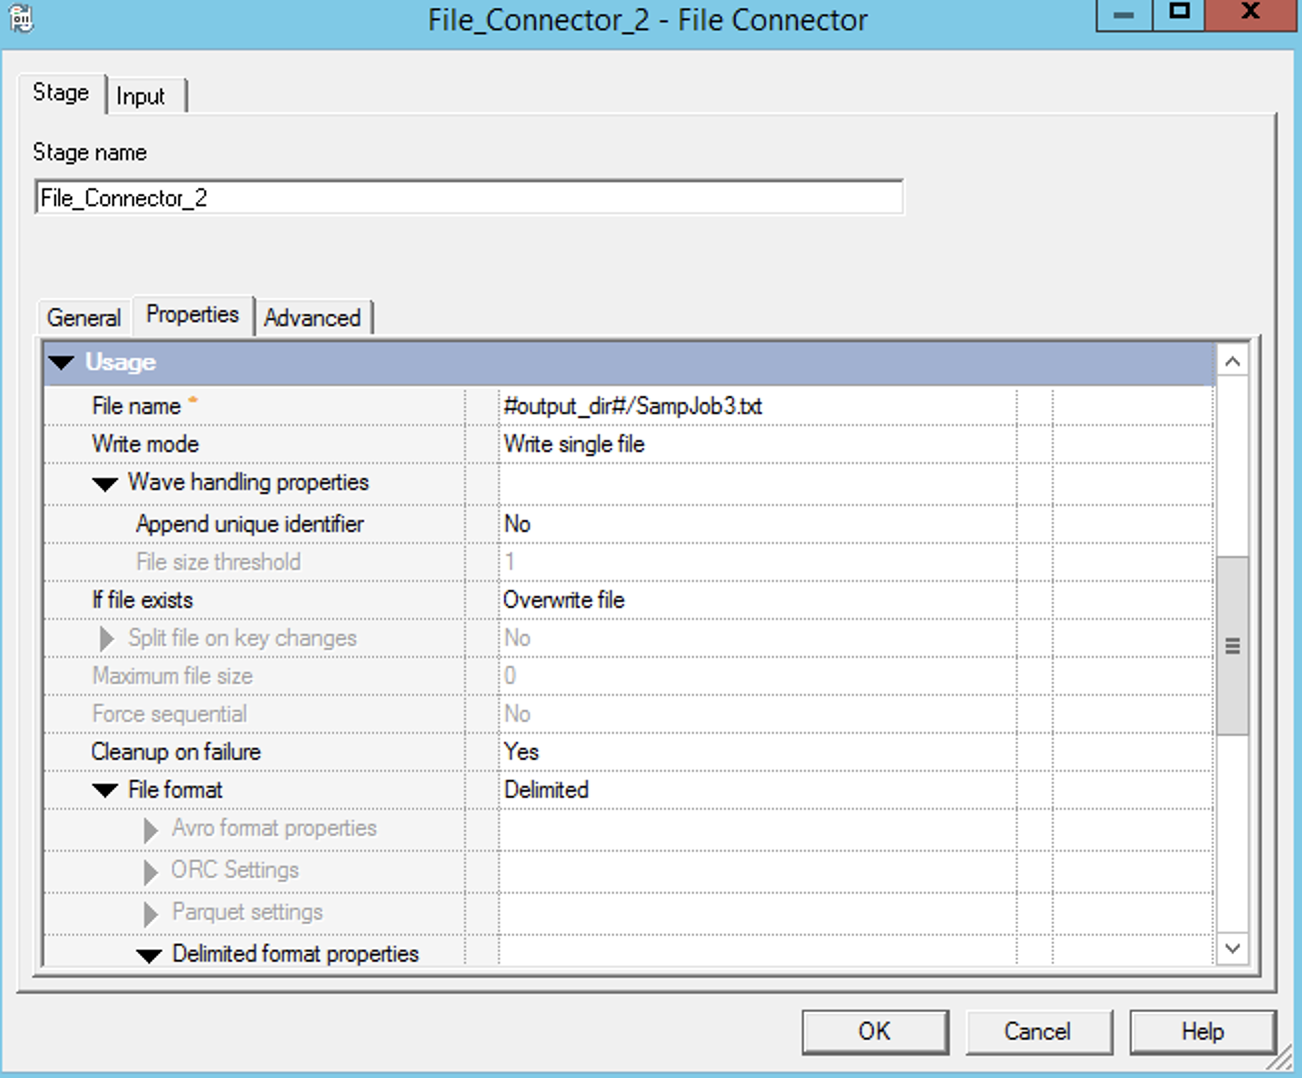 File_Connector_2 - File Connector
Stage
Input
Stage name
File_Connector_2
General
Properties
Advanced
Usage
File name * #output_dir#/SampJob3.txt
Write mode Write single file
Wave handling properties
Append unique identifier No
File size threshold 1
If file exists Overwrite file
Split file on key changes No
Maximum file size 0
Force sequential No
Cleanup on failure Yes
File format Delimited
Avro format properties
ORC Settings
Parquet settings
Delimited format properties
OK
Cancel
Help